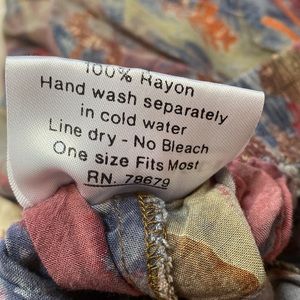 100% Rayon
Hand wash separately
in cold water
Line dry - No Bleach
One size Fits Most
RN. 78679